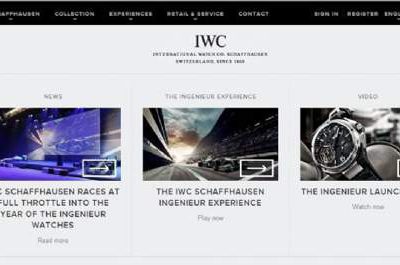 SCHAFFHAUSEN COLLECTION EXPERIENCES RETAIL & SERVICE CONTACT SIGN IN REGISTER
IWC
INTERNATIONAL WATCH CO. SCHAFFHAUSEN
SWITZERLAND, SINCE 1868
NEWS
THE INGENIEUR EXPERIENCE
VIDEO
C SCHAFFHAUSEN RACES AT
FULL THROTTLE INTO THE
YEAR OF THE INGENIEUR
WATCHES
Read more
THE IWC SCHAFFHAUSEN
INGENIEUR EXPERIENCE
Play now
THE INGENIEUR LAUNC
Watch now